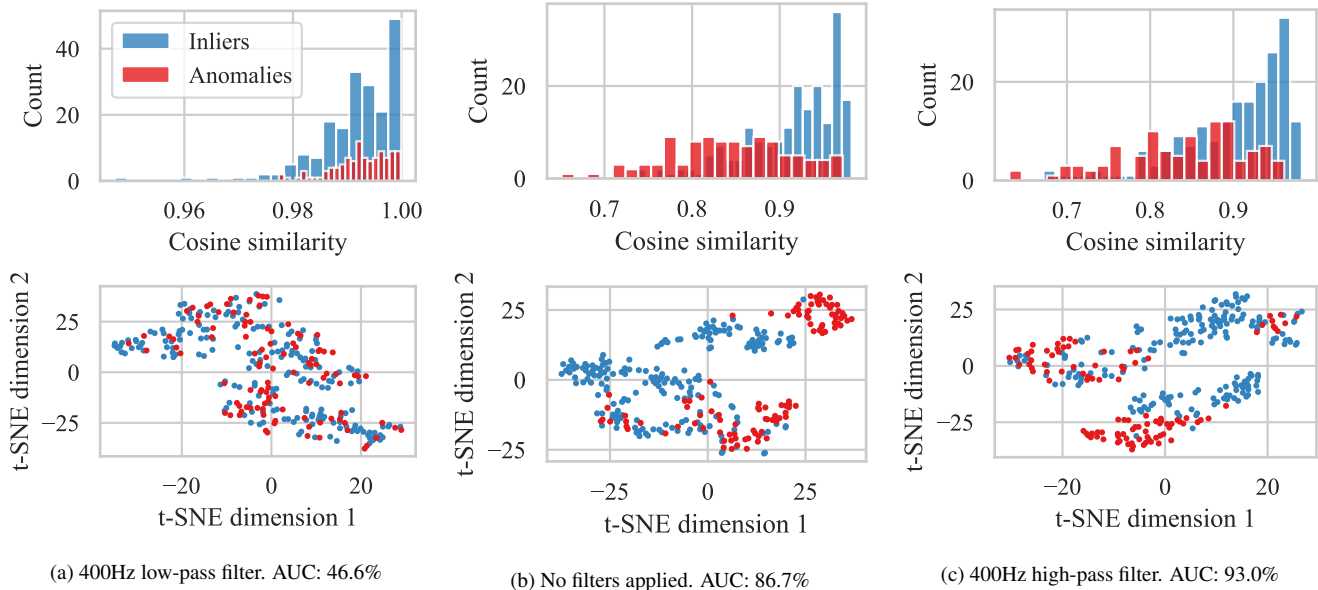 Inliers
Anomalies
Count
40
20
0
0.96
0.98
1.00
Cosine similarity
Count
20
0
0.7
0.8
0.9
Cosine similarity
Count
20
0
0.7
0.8
0.9
Cosine similarity
t-SNE dimension 2
25
0
−25
−20
0
20
t-SNE dimension 1
t-SNE dimension 2
25
0
−25
−25
0
25
t-SNE dimension 1
t-SNE dimension 2
25
0
−25
−20
0
20
t-SNE dimension 1
(a) 400Hz low-pass filter. AUC: 46.6%
(b) No filters applied. AUC: 86.7%
(c) 400Hz high-pass filter. AUC: 93.0%